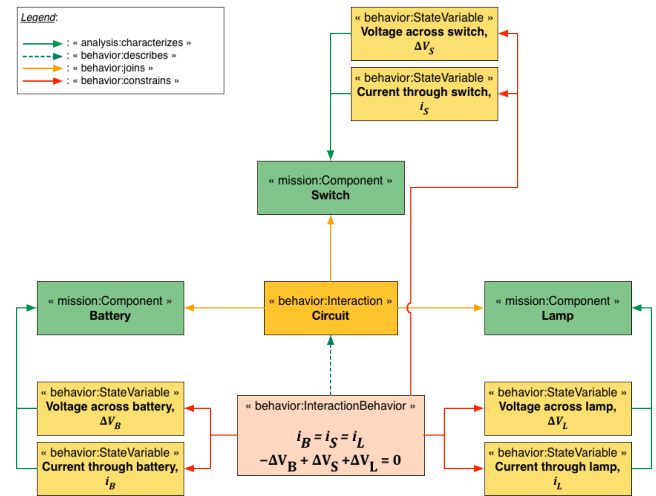 Legend:
: « analysis:characterizes »
: « behavior:describes »
: « behavior:joins »
: « behavior:constrains »
« behavior:StateVariable »
Voltage across switch,
ΔV_S
« behavior:StateVariable »
Current through switch,
i_S
« mission:Component »
Switch
« mission:Component »
Battery
« behavior:Interaction »
Circuit
« mission:Component »
Lamp
« behavior:StateVariable »
Voltage across battery,
ΔV_B
« behavior:StateVariable »
Current through battery,
i_B
« behavior:InteractionBehavior »
i_B = i_S = i_L
−ΔV_B + ΔV_S +ΔV_L = 0
« behavior:StateVariable »
Voltage across lamp,
ΔV_L
« behavior:StateVariable »
Current through lamp,
i_L